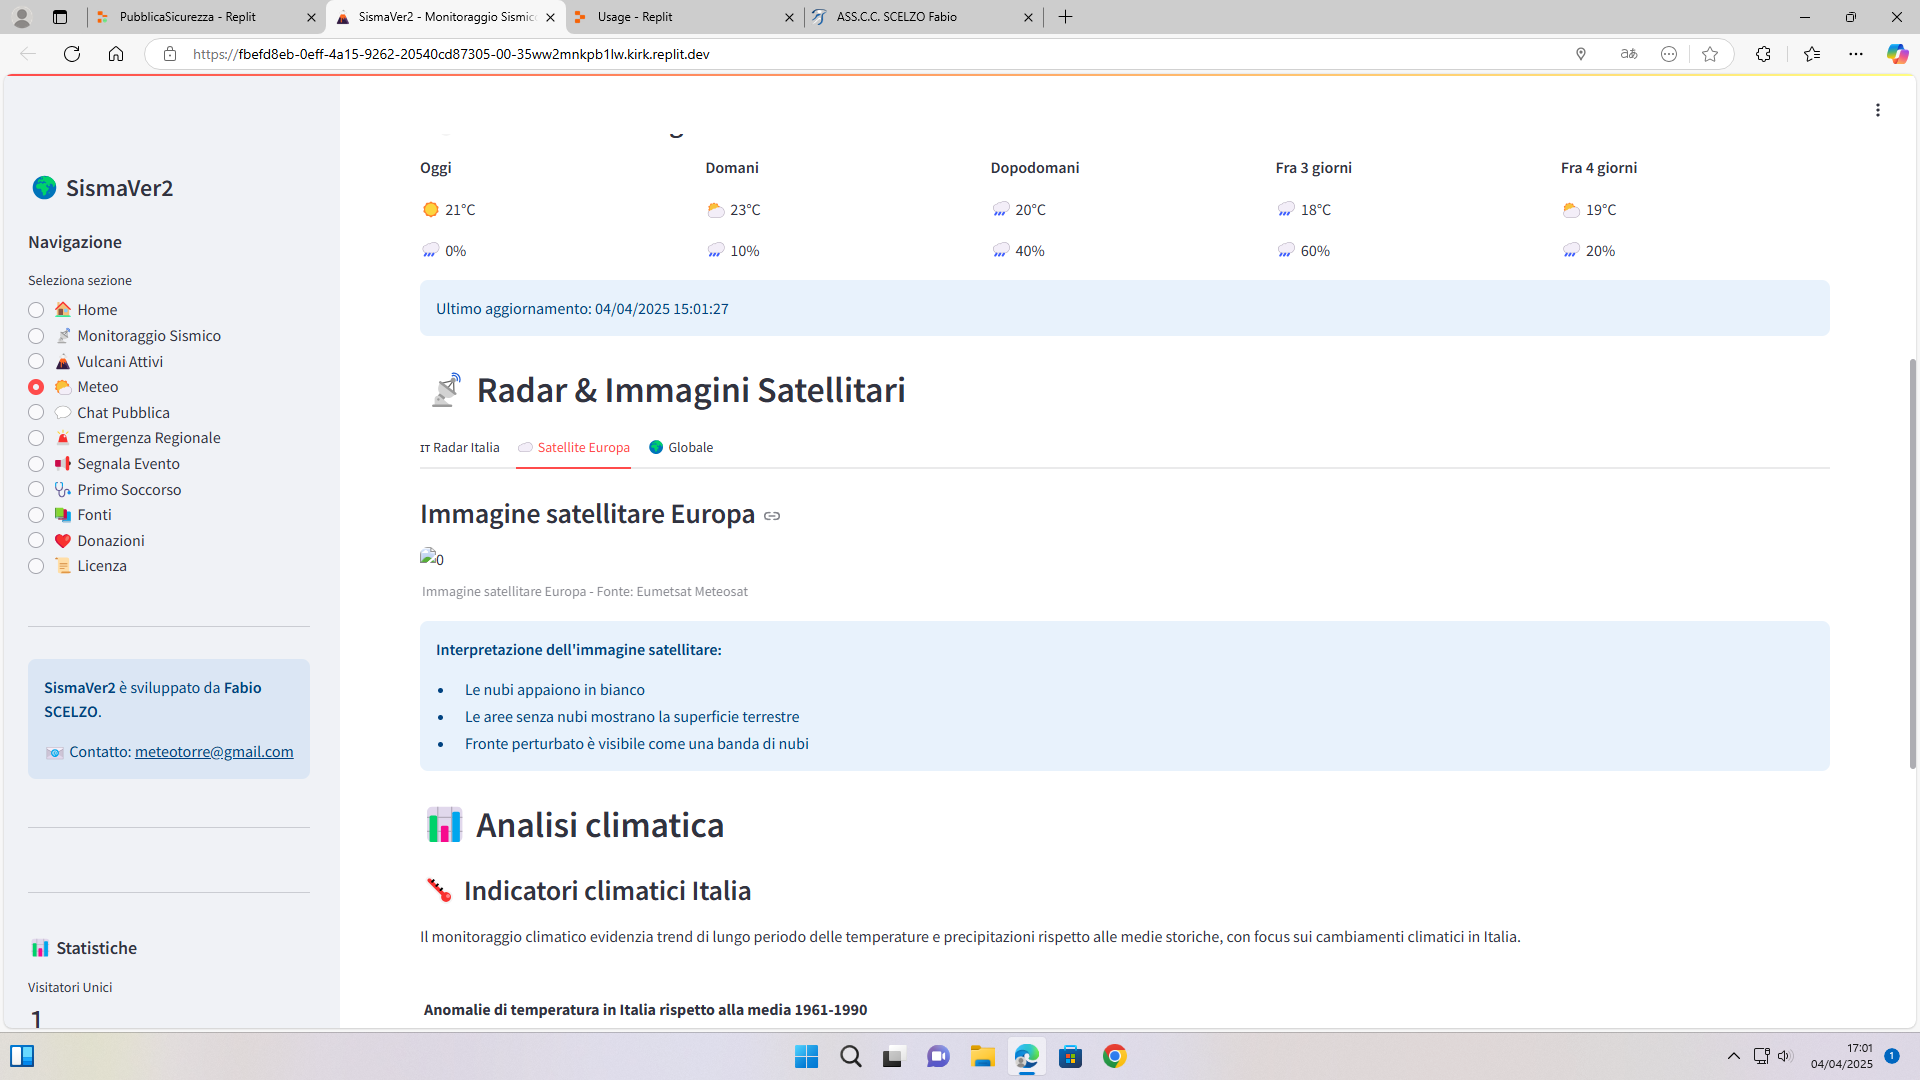 PubblicaSicurezza - Replit
SismaVer2 - Monitoraggio Sismic
Usage - Replit
ASS.C.C. SCELZO Fabio
https://fbefd8eb-0eff-4a15-9262-20540cd87305-00-35ww2mnkpb1lw.kirk.replit.dev
aあ
SismaVer2
Navigazione
Seleziona sezione
Home
Monitoraggio Sismico
Vulcani Attivi
Meteo
Chat Pubblica
Emergenza Regionale
Segnala Evento
Primo Soccorso
Fonti
Donazioni
Licenza
SismaVer2 è sviluppato da Fabio
SCELZO.
Contatto: meteotorre@gmail.com
Statistiche
Visitatori Unici
1
Oggi Domani Dopodomani Fra 3 giorni Fra 4 giorni
21°C 23°C 20°C 18°C 19°C
0% 10% 40% 60% 20%
Ultimo aggiornamento: 04/04/2025 15:01:27
Radar & Immagini Satellitari
IT Radar Italia Satellite Europa Globale
Immagine satellitare Europa
0
Immagine satellitare Europa - Fonte: Eumetsat Meteosat
Interpretazione dell'immagine satellitare:
• Le nubi appaiono in bianco
• Le aree senza nubi mostrano la superficie terrestre
• Fronte perturbato è visibile come una banda di nubi
Analisi climatica
Indicatori climatici Italia
Il monitoraggio climatico evidenzia trend di lungo periodo delle temperature e precipitazioni rispetto alle medie storiche, con focus sui cambiamenti climatici in Italia.
Anomalie di temperatura in Italia rispetto alla media 1961-1990
17:01
04/04/2025
1